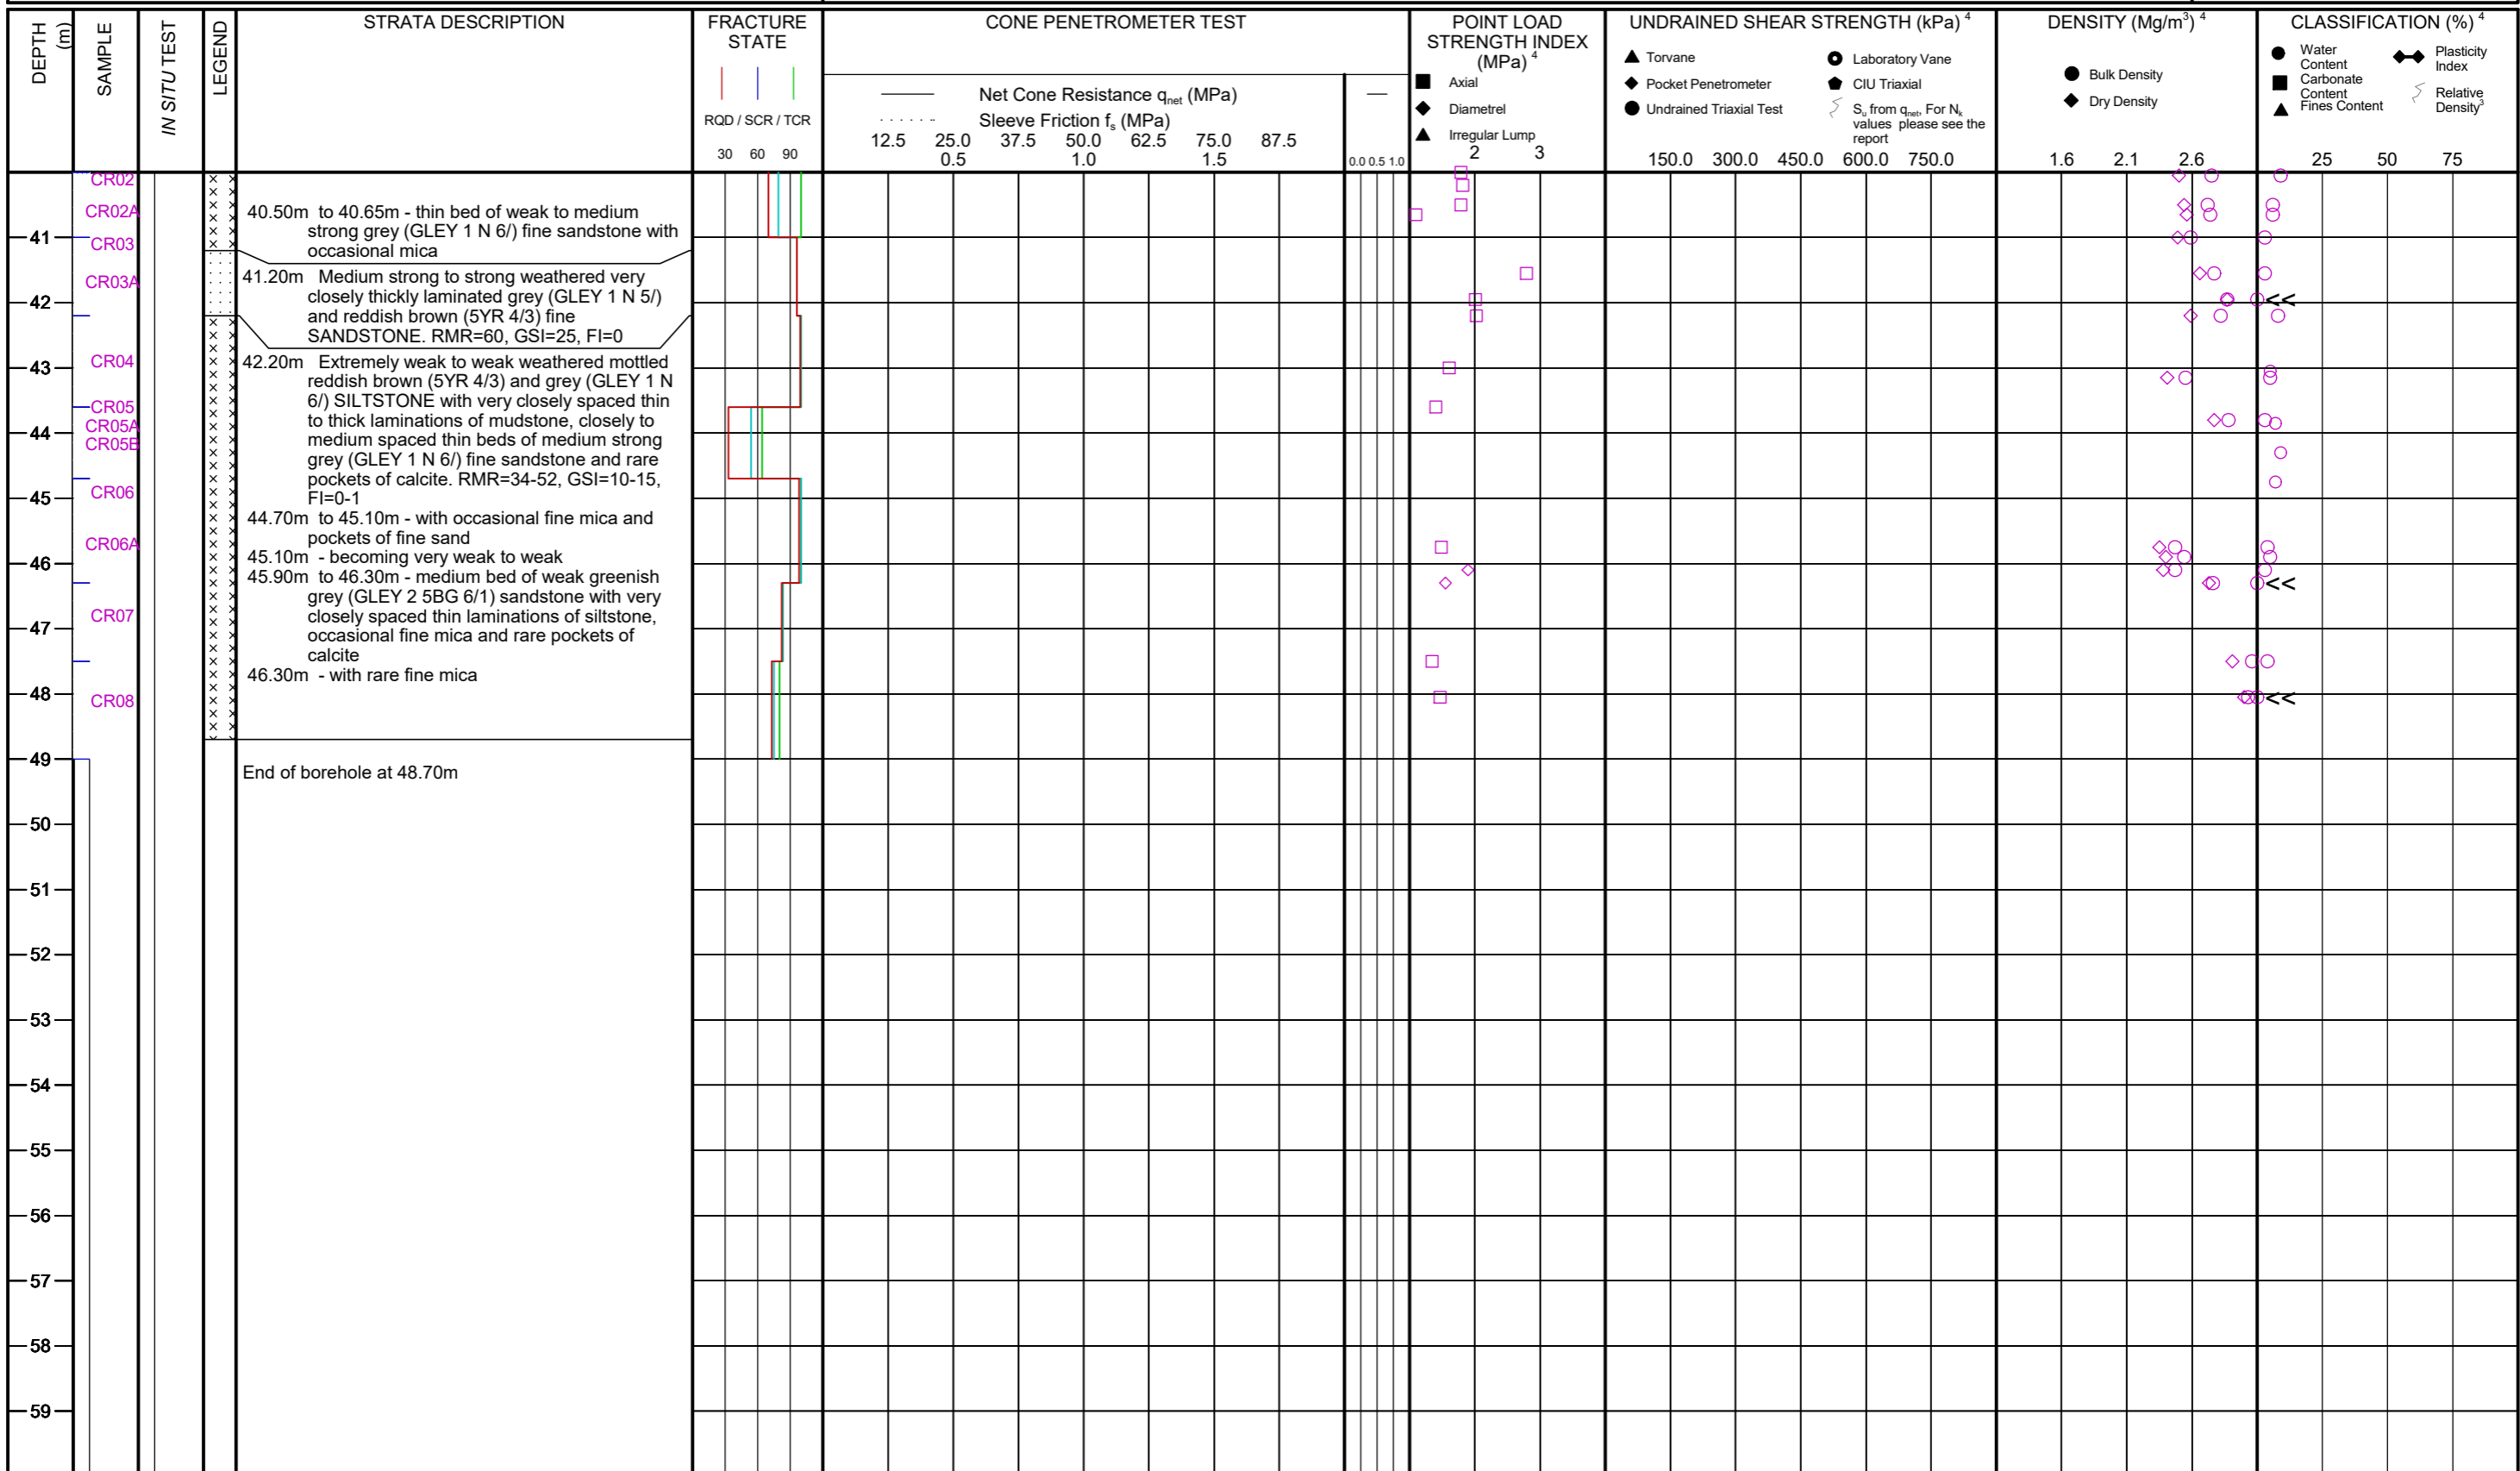 DEPTH (m)
SAMPLE
IN SITU TEST
LEGEND
STRATA DESCRIPTION
FRACTURE
STATE
RQD / SCR / TCR
30 60 90
CONE PENETROMETER TEST
Net Cone Resistance qnet (MPa)
Sleeve Friction fs (MPa)
12.5 25.0 37.5 50.0 62.5 75.0 87.5
0.5 1.0 1.5
0.0 0.5 1.0
POINT LOAD
STRENGTH INDEX
(MPa) 4
Axial
Diametrel
Irregular Lump
2 3
UNDRAINED SHEAR STRENGTH (kPa) 4
Torvane
Pocket Penetrometer
Undrained Triaxial Test
Laboratory Vane
CIU Triaxial
Su from qnet, For Nk
values please see the
report
150.0 300.0 450.0 600.0 750.0
DENSITY (Mg/m3) 4
Bulk Density
Dry Density
1.6 2.1 2.6
CLASSIFICATION (%) 4
Water
Content
Carbonate
Content
Fines Content
Plasticity
Index
Relative
Density3
25 50 75
CR02
CR02A
CR03
CR03A
CR04
CR05
CR05A
CR05B
CR06
CR06A
CR07
CR08
41
42
43
44
45
46
47
48
49
50
51
52
53
54
55
56
57
58
59
40.50m to 40.65m - thin bed of weak to medium
strong grey (GLEY 1 N 6/) fine sandstone with
occasional mica
41.20m Medium strong to strong weathered very
closely thickly laminated grey (GLEY 1 N 5/)
and reddish brown (5YR 4/3) fine
SANDSTONE. RMR=60, GSI=25, FI=0
42.20m Extremely weak to weak weathered mottled
reddish brown (5YR 4/3) and grey (GLEY 1 N
6/) SILTSTONE with very closely spaced thin
to thick laminations of mudstone, closely to
medium spaced thin beds of medium strong
grey (GLEY 1 N 6/) fine sandstone and rare
pockets of calcite. RMR=34-52, GSI=10-15,
FI=0-1
44.70m to 45.10m - with occasional fine mica and
pockets of fine sand
45.10m - becoming very weak to weak
45.90m to 46.30m - medium bed of weak greenish
grey (GLEY 2 5BG 6/1) sandstone with very
closely spaced thin laminations of siltstone,
occasional fine mica and rare pockets of
calcite
46.30m - with rare fine mica
End of borehole at 48.70m
<<
<<
<<